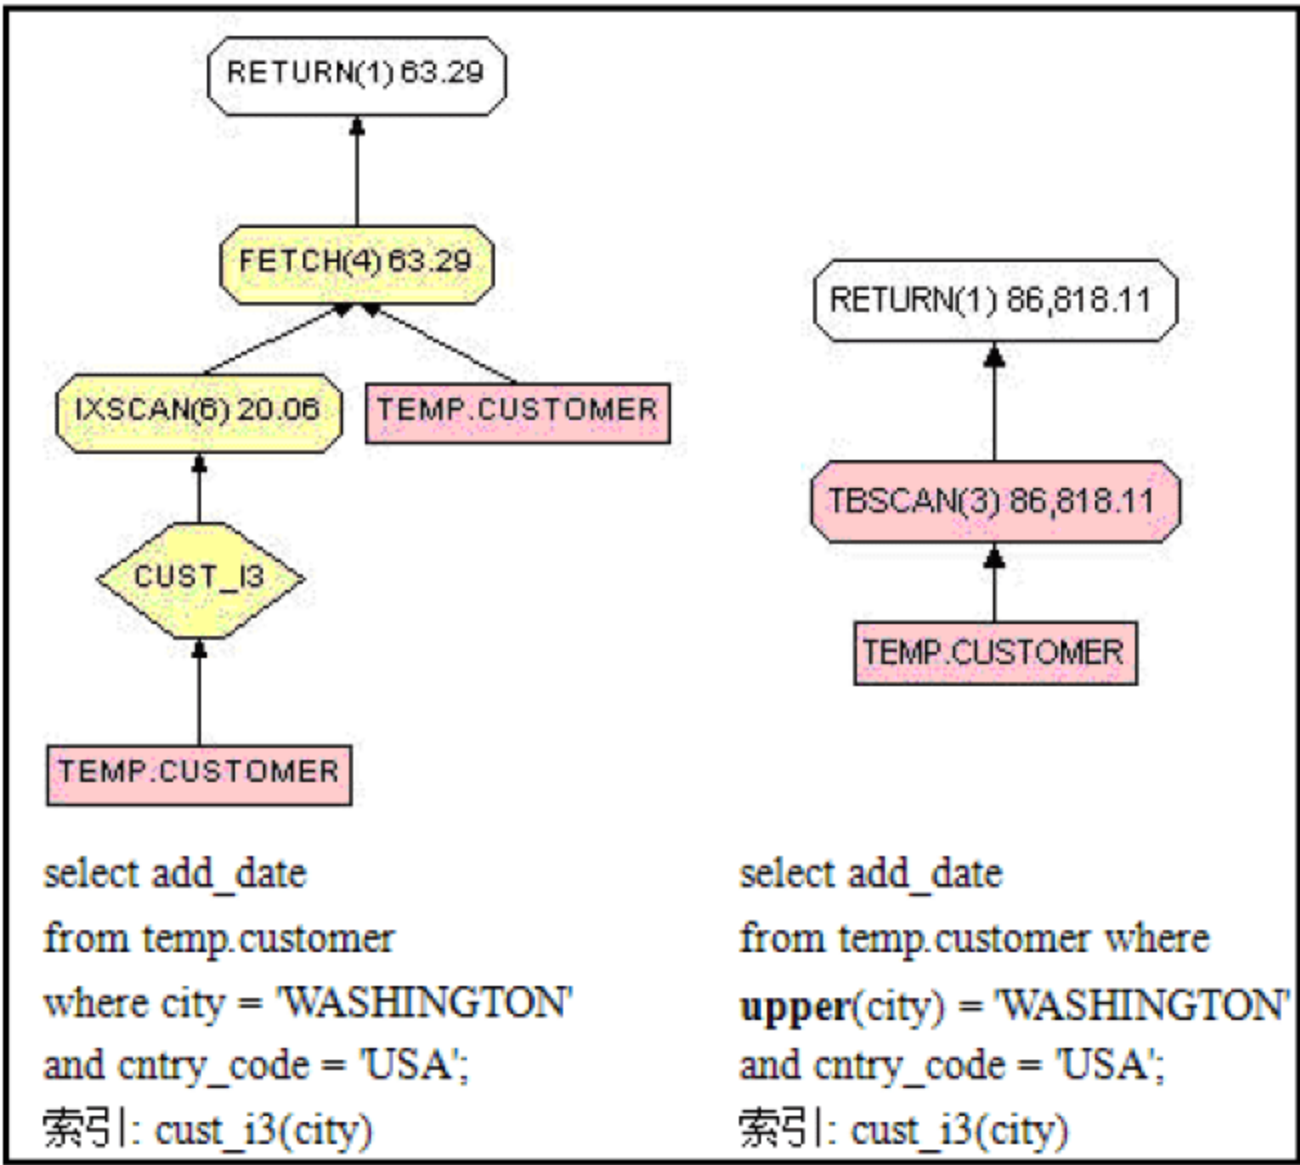 RETURN(1) 63.29
FETCH(4) 63.29
IXSCAN(6) 20.06
TEMP.CUSTOMER
CUST_I3
TEMP.CUSTOMER
select add_date
from temp.customer
where city = 'WASHINGTON'
and cntry_code = 'USA';
索引: cust_i3(city)
RETURN(1) 86,818.11
TBSCAN(3) 86,818.11
TEMP.CUSTOMER
select add_date
from temp.customer where
upper(city) = 'WASHINGTON'
and cntry_code = 'USA';
索引: cust_i3(city)